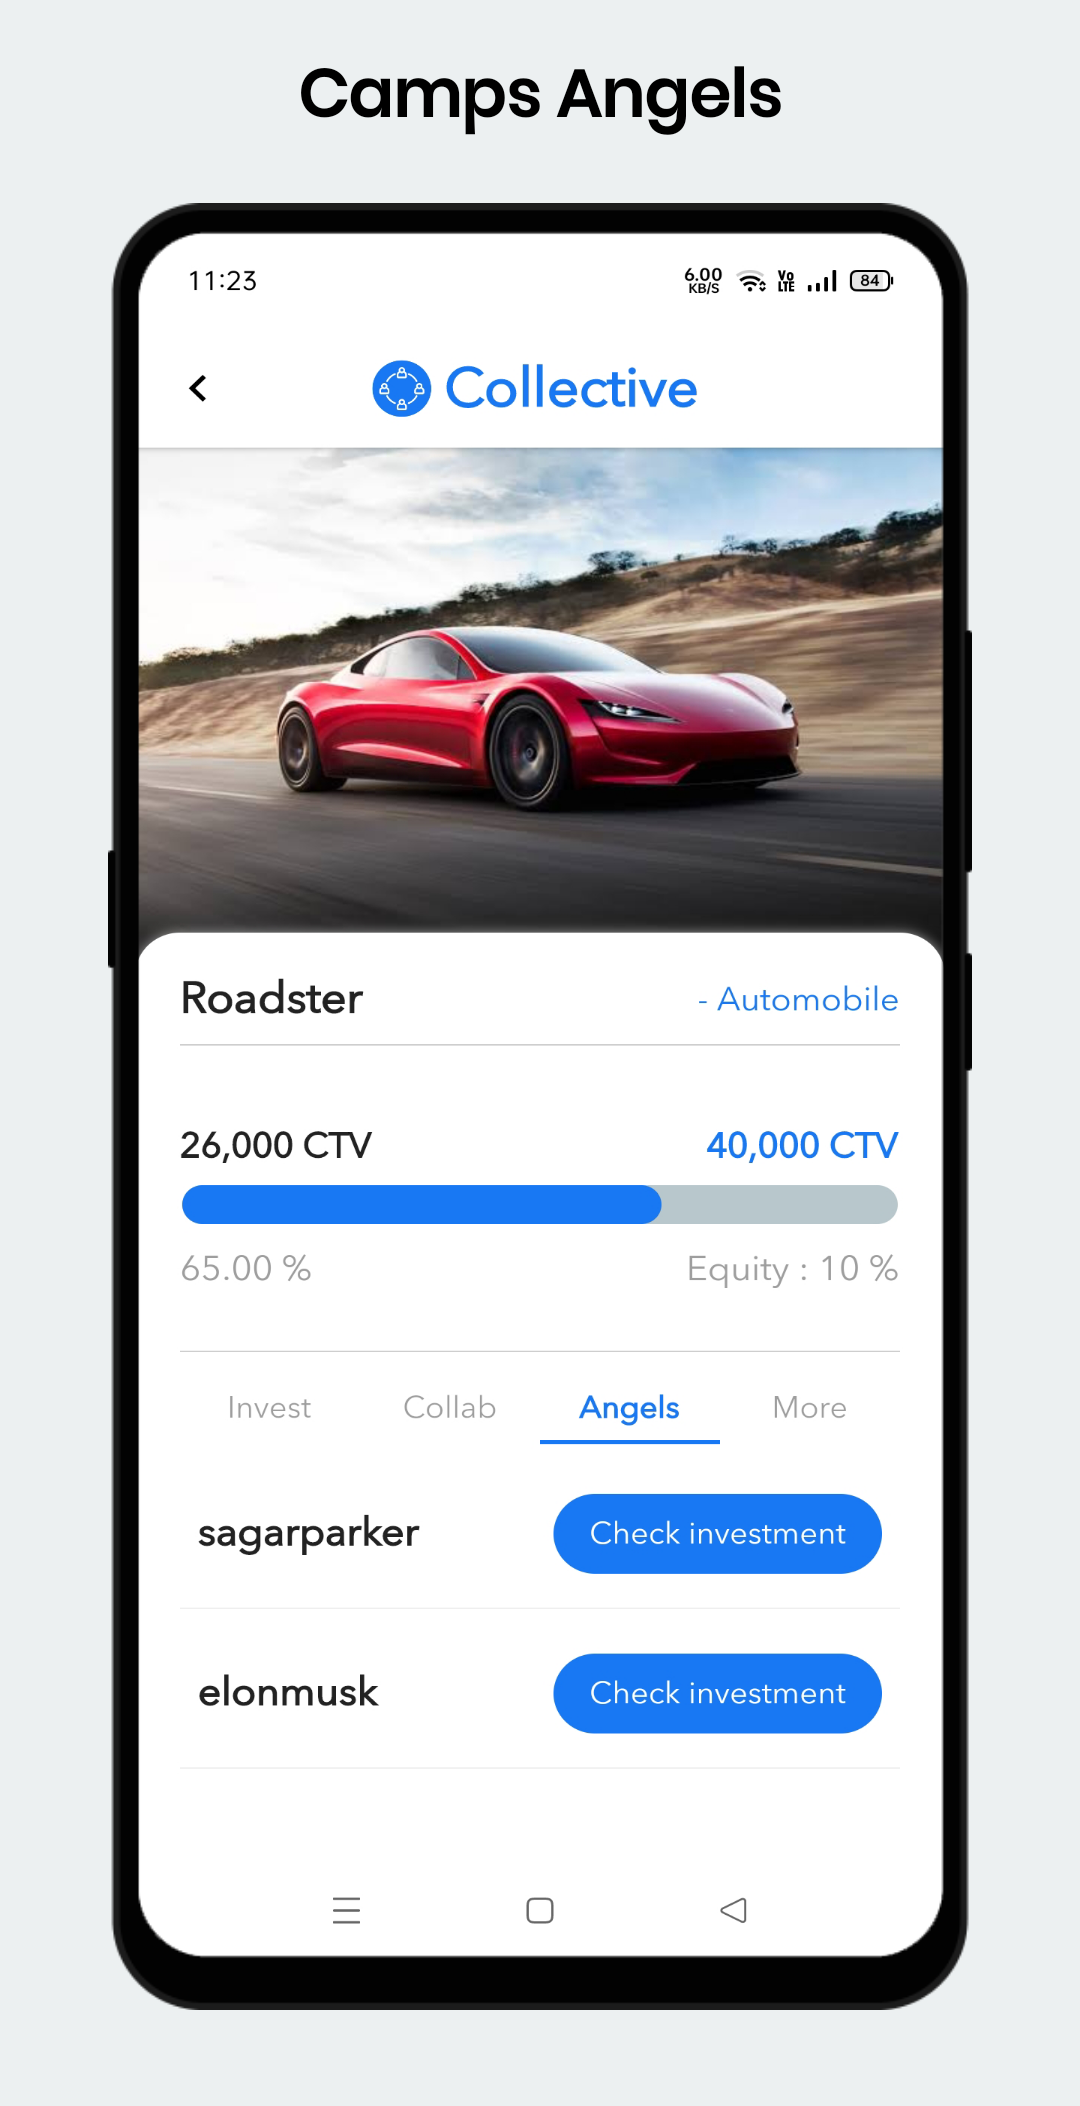 Camps Angels
11:23
6.00
KB/S
Vo
LTE
84
Collective
Roadster
- Automobile
26,000 CTV
40,000 CTV
65.00 %
Equity : 10 %
Invest
Collab
Angels
More
sagarparker
Check investment
elonmusk
Check investment